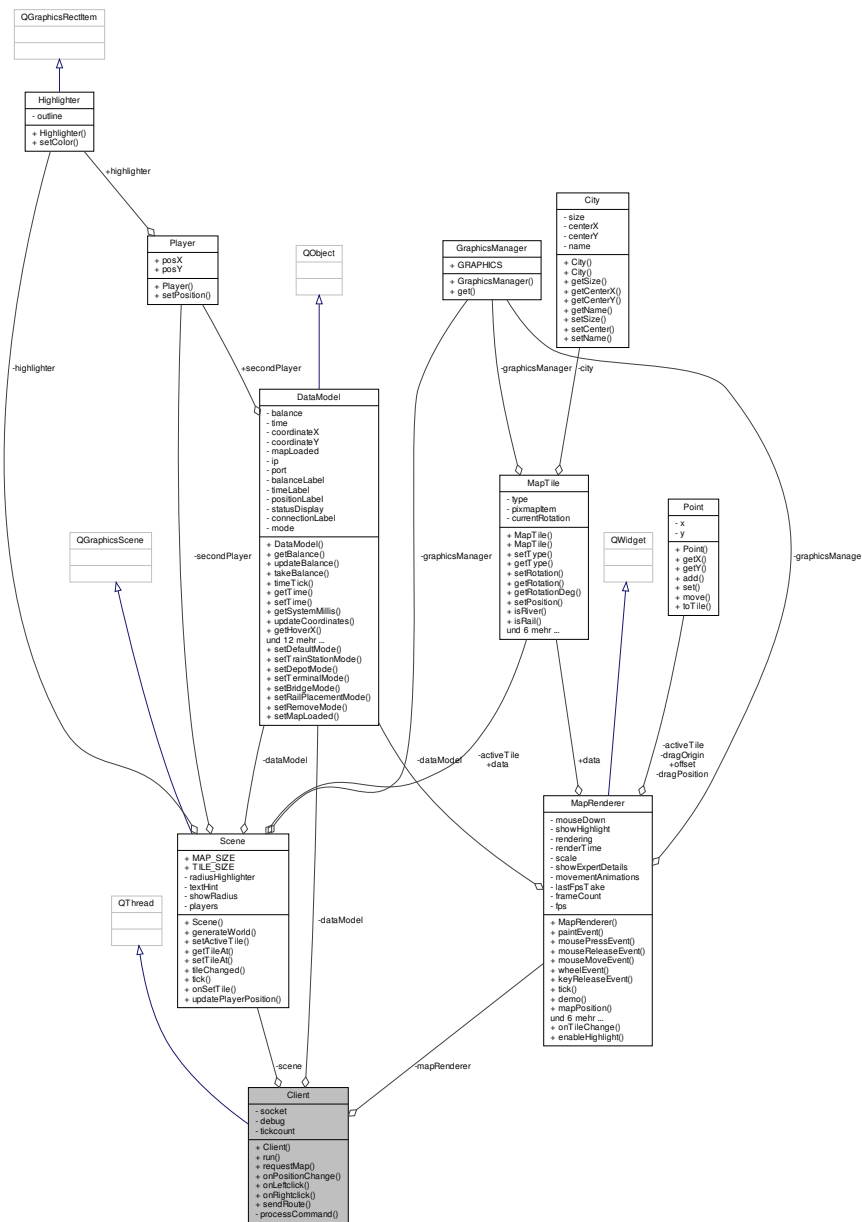 QGraphicsRectItem
Highlighter
- outline
+ Highlighter()
+ setColor()
+highlighter
Player
+ posX
+ posY
+ Player()
+ setPosition()
QObject
GraphicsManager
+ GRAPHICS
+ GraphicsManager()
+ get()
City
- size
- centerX
- centerY
- name
+ City()
+ City()
+ getSize()
+ getCenterX()
+ getCenterY()
+ getName()
+ setSize()
+ setCenter()
+ setName()
-highlighter
+secondPlayer
-graphicsManager
-city
DataModel
- balance
- time
- coordinateX
- coordinateY
- mapLoaded
- ip
- port
- balanceLabel
- timeLabel
- positionLabel
- statusDisplay
- connectionLabel
- mode
+ DataModel()
+ getBalance()
+ updateBalance()
+ takeBalance()
+ timeTick()
+ getTime()
+ setTime()
+ getSystemMillis()
+ updateCoordinates()
+ getHoverX()
und 12 mehr ...
+ setDefaultMode()
+ setTrainStationMode()
+ setDepotMode()
+ setTerminalMode()
+ setBridgeMode()
+ setRailPlacementMode()
+ setRemoveMode()
+ setMapLoaded()
MapTile
- type
- pixmapItem
- currentRotation
+ MapTile()
+ MapTile()
+ setType()
+ getType()
+ setRotation()
+ getRotation()
+ getRotationDeg()
+ setPosition()
+ isRiver()
+ isRail()
und 6 mehr ...
Point
- x
- y
+ Point()
+ getX()
+ getY()
+ add()
+ set()
+ move()
+ toTile()
QGraphicsScene
QWidget
-secondPlayer
-graphicsManager
-graphicsManage
-dataModel
-dataModel
-activeTile
+data
+data
-activeTile
-dragOrigin
+offset
-dragPosition
Scene
+ MAP_SIZE
+ TILE_SIZE
- radiusHighlighter
- textHint
- showRadius
- players
+ Scene()
+ generateWorld()
+ setActiveTile()
+ getTileAt()
+ setTileAt()
+ tileChanged()
+ tick()
+ onSetTile()
+ updatePlayerPosition()
MapRenderer
- mouseDown
- showHighlight
- rendering
- renderTime
- scale
- showExpertDetails
- movementAnimations
- lastFpsTake
- frameCount
- fps
+ MapRenderer()
+ paintEvent()
+ mousePressEvent()
+ mouseReleaseEvent()
+ mouseMoveEvent()
+ wheelEvent()
+ keyReleaseEvent()
+ tick()
+ demo()
+ mapPosition()
und 6 mehr ...
+ onTileChange()
+ enableHighlight()
QThread
-dataModel
-scene
-mapRenderer
Client
- socket
- debug
- tickcount
+ Client()
+ run()
+ requestMap()
+ onPositionChange()
+ onLeftclick()
+ onRightclick()
+ sendRoute()
- processCommand()